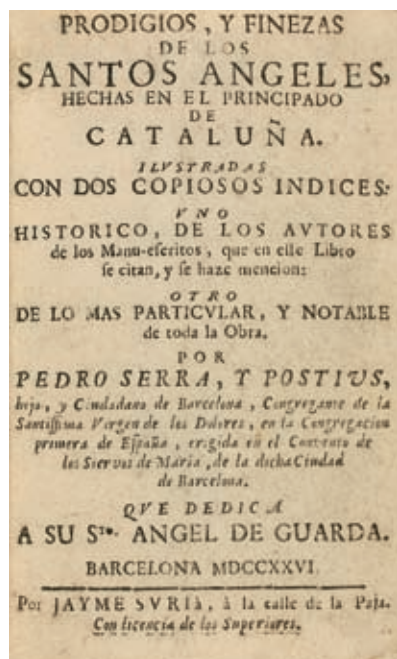 PRODIGIOS, Y FINEZAS
DE LOS
SANTOS ANGELES,
HECHAS EN EL PRINCIPADO
DE
CATALUÑA.
ILVSTRADAS
CON DOS COPIOSOS INDICES:
VNO
HISTORICO, DE LOS AVTORES
de los Manu-eſcritos, que en eſte Libro
ſe citan, y ſe haze mencion:
OTRO
DE LO MAS PARTICVLAR, Y NOTABLE
de toda la Obra.
POR
PEDRO SERRA, Y POSTIUS,
hijo, y Ciudadano de Barcelona, Congregante de la
Santiſſima Virgen de los Dolores, en la Congregacion
primera de Eſpaña, erigida en el Convento de
los Siervos de Maria, de la dicha Ciudad
de Barcelona.
QVE DEDICA
A SU Sto. ANGEL DE GUARDA.
BARCELONA MDCCXXVI.
Por JAYME SVRIà, à la calle de la Paja.
Con licencia de los Superiores.